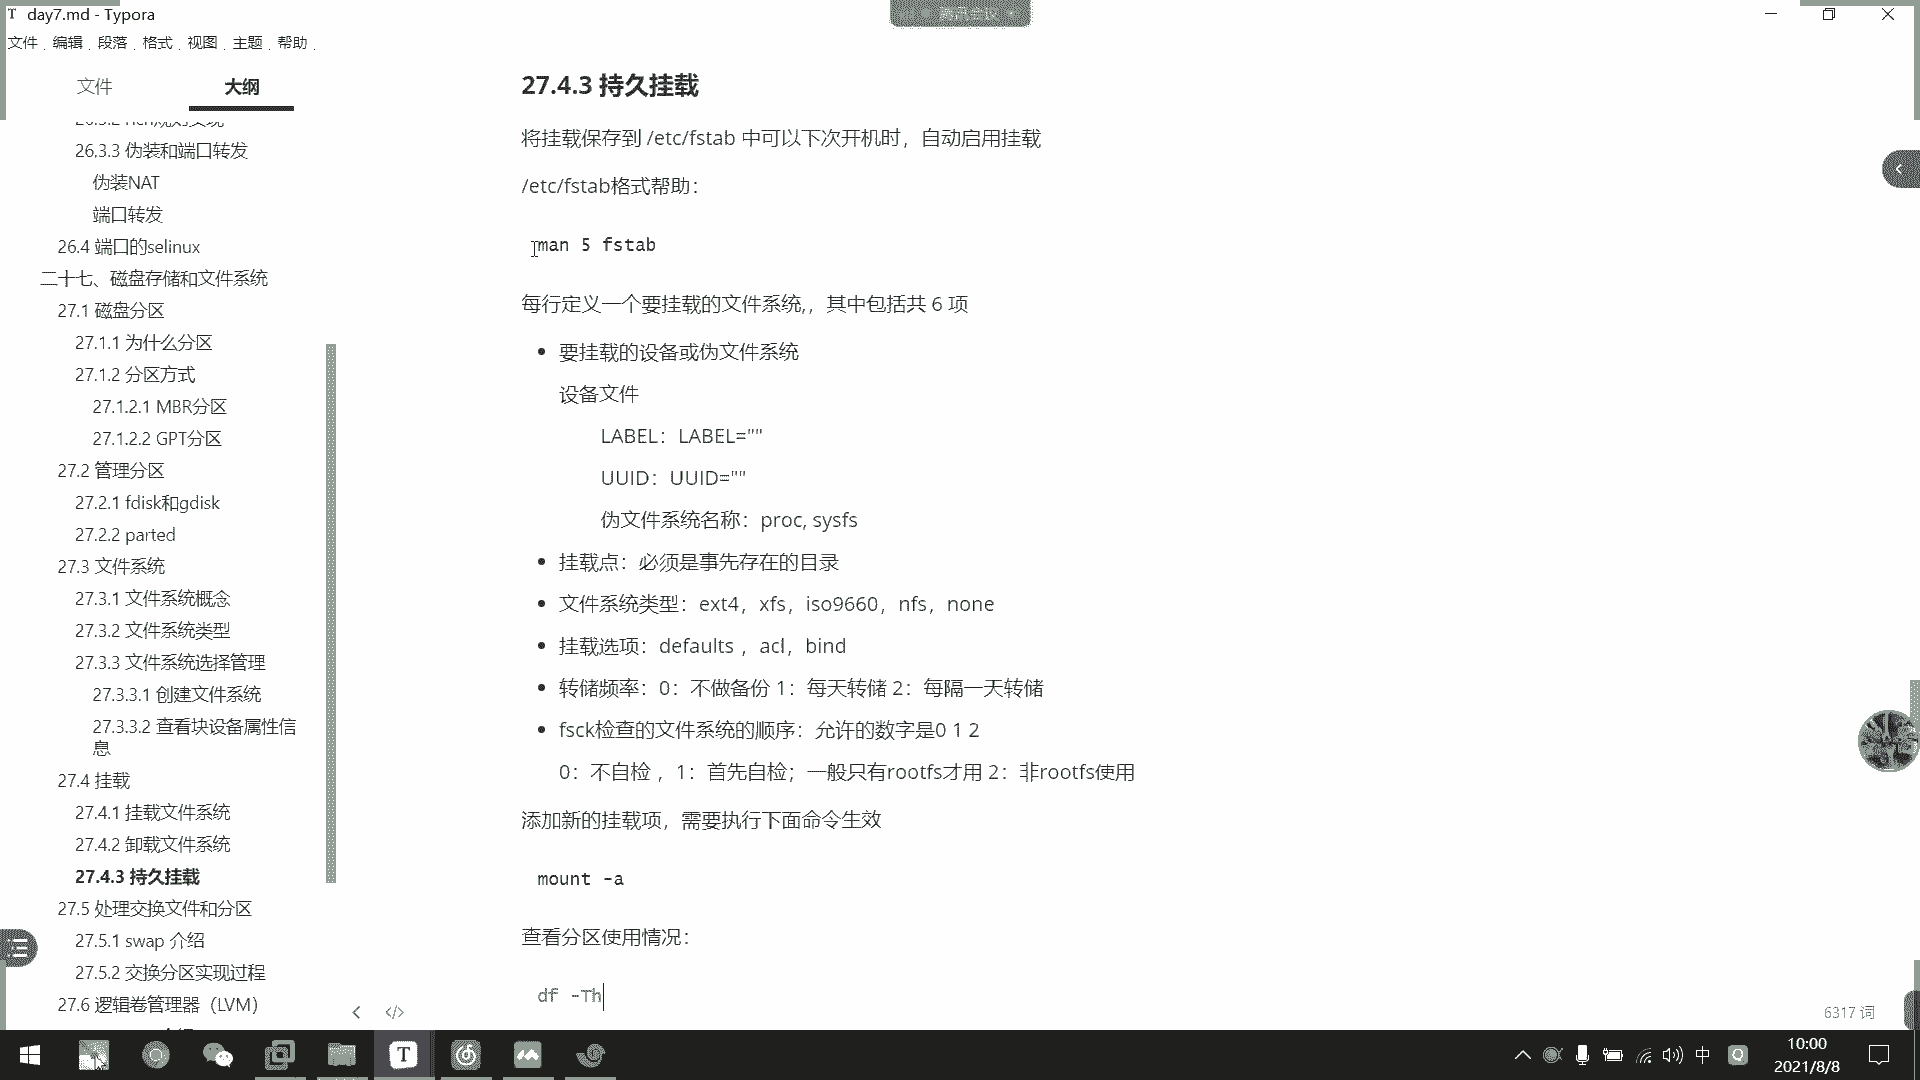 day7.md - Typora
腾讯会议
文件 编辑 段落 格式 视图 主题 帮助
文件 大纲
26.3.3 伪装和端口转发
伪装NAT
端口转发
26.4 端口的selinux
二十七、磁盘存储和文件系统
27.1 磁盘分区
27.1.1 为什么分区
27.1.2 分区方式
27.1.2.1 MBR分区
27.1.2.2 GPT分区
27.2 管理分区
27.2.1 fdisk和gdisk
27.2.2 parted
27.3 文件系统
27.3.1 文件系统概念
27.3.2 文件系统类型
27.3.3 文件系统选择管理
27.3.3.1 创建文件系统
27.3.3.2 查看块设备属性信
息
27.4 挂载
27.4.1 挂载文件系统
27.4.2 卸载文件系统
27.4.3 持久挂载
27.5 处理交换文件和分区
27.5.1 swap 介绍
27.5.2 交换分区实现过程
27.6 逻辑卷管理器（LVM）
27.4.3 持久挂载
将挂载保存到 /etc/fstab 中可以下次开机时，自动启用挂载
/etc/fstab格式帮助：
man 5 fstab
每行定义一个要挂载的文件系统,，其中包括共 6 项
• 要挂载的设备或伪文件系统
设备文件
LABEL：LABEL=""
UUID：UUID=""
伪文件系统名称：proc, sysfs
• 挂载点：必须是事先存在的目录
• 文件系统类型：ext4，xfs，iso9660，nfs，none
• 挂载选项：defaults ，acl，bind
• 转储频率：0：不做备份 1：每天转储 2：每隔一天转储
• fsck检查的文件系统的顺序：允许的数字是0 1 2
0：不自检 ，1：首先自检；一般只有rootfs才用 2：非rootfs使用
添加新的挂载项，需要执行下面命令生效
mount -a
查看分区使用情况：
df -Th
6317 词
中
10:00
2021/8/8